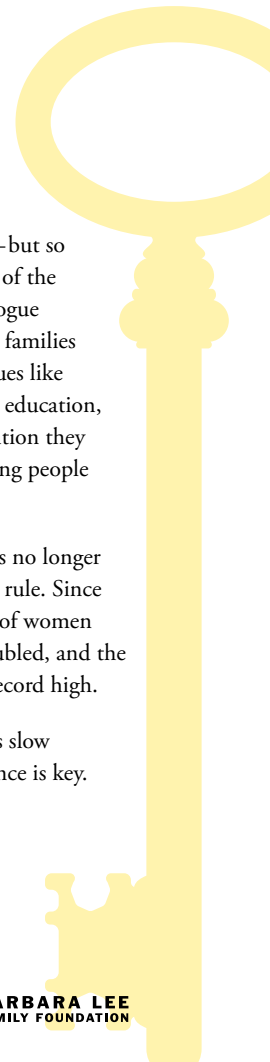 -but so
of the
ogue
families
ues like
education,
tion they
ng people
s no longer
rule. Since
of women
ubled, and the
ecord high.
s slow
nce is key.
ARBARA LEE
MILY FOUNDATION